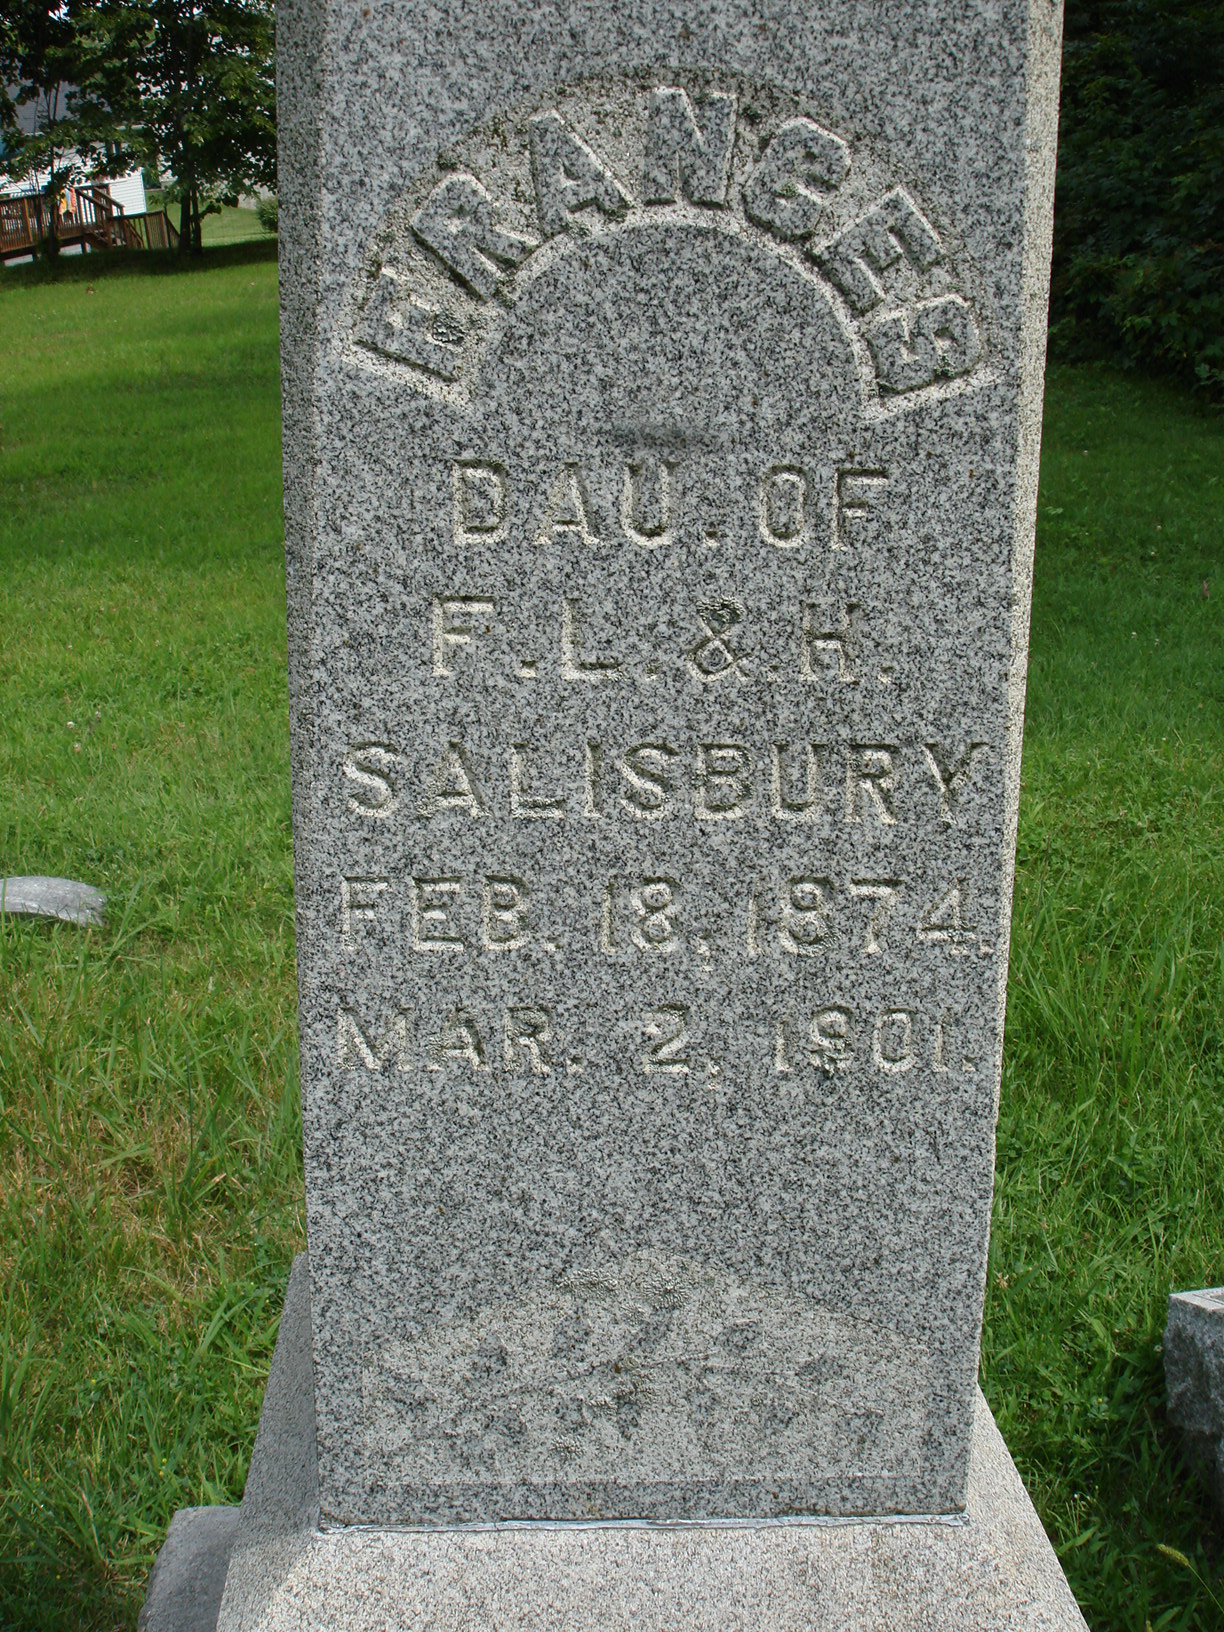 FRANCES
DAU. OF
F.L.&H.
SALISBURY
FEB. 18, 1874.
MAR. 2, 1901.